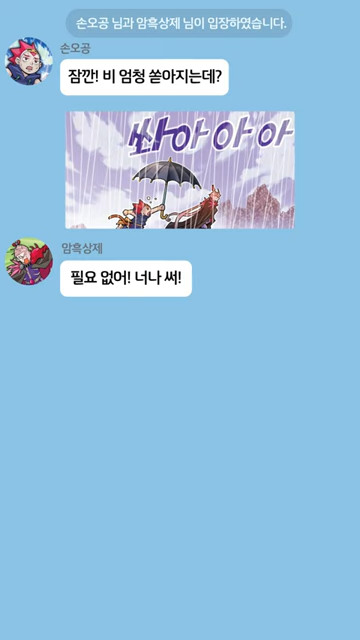 손오공 님과 암흑상제 님이 입장하였습니다.
손오공
잠깐! 비 엄청 쏟아지는데?
쏴아아아
암흑상제
필요 없어! 너나 써!